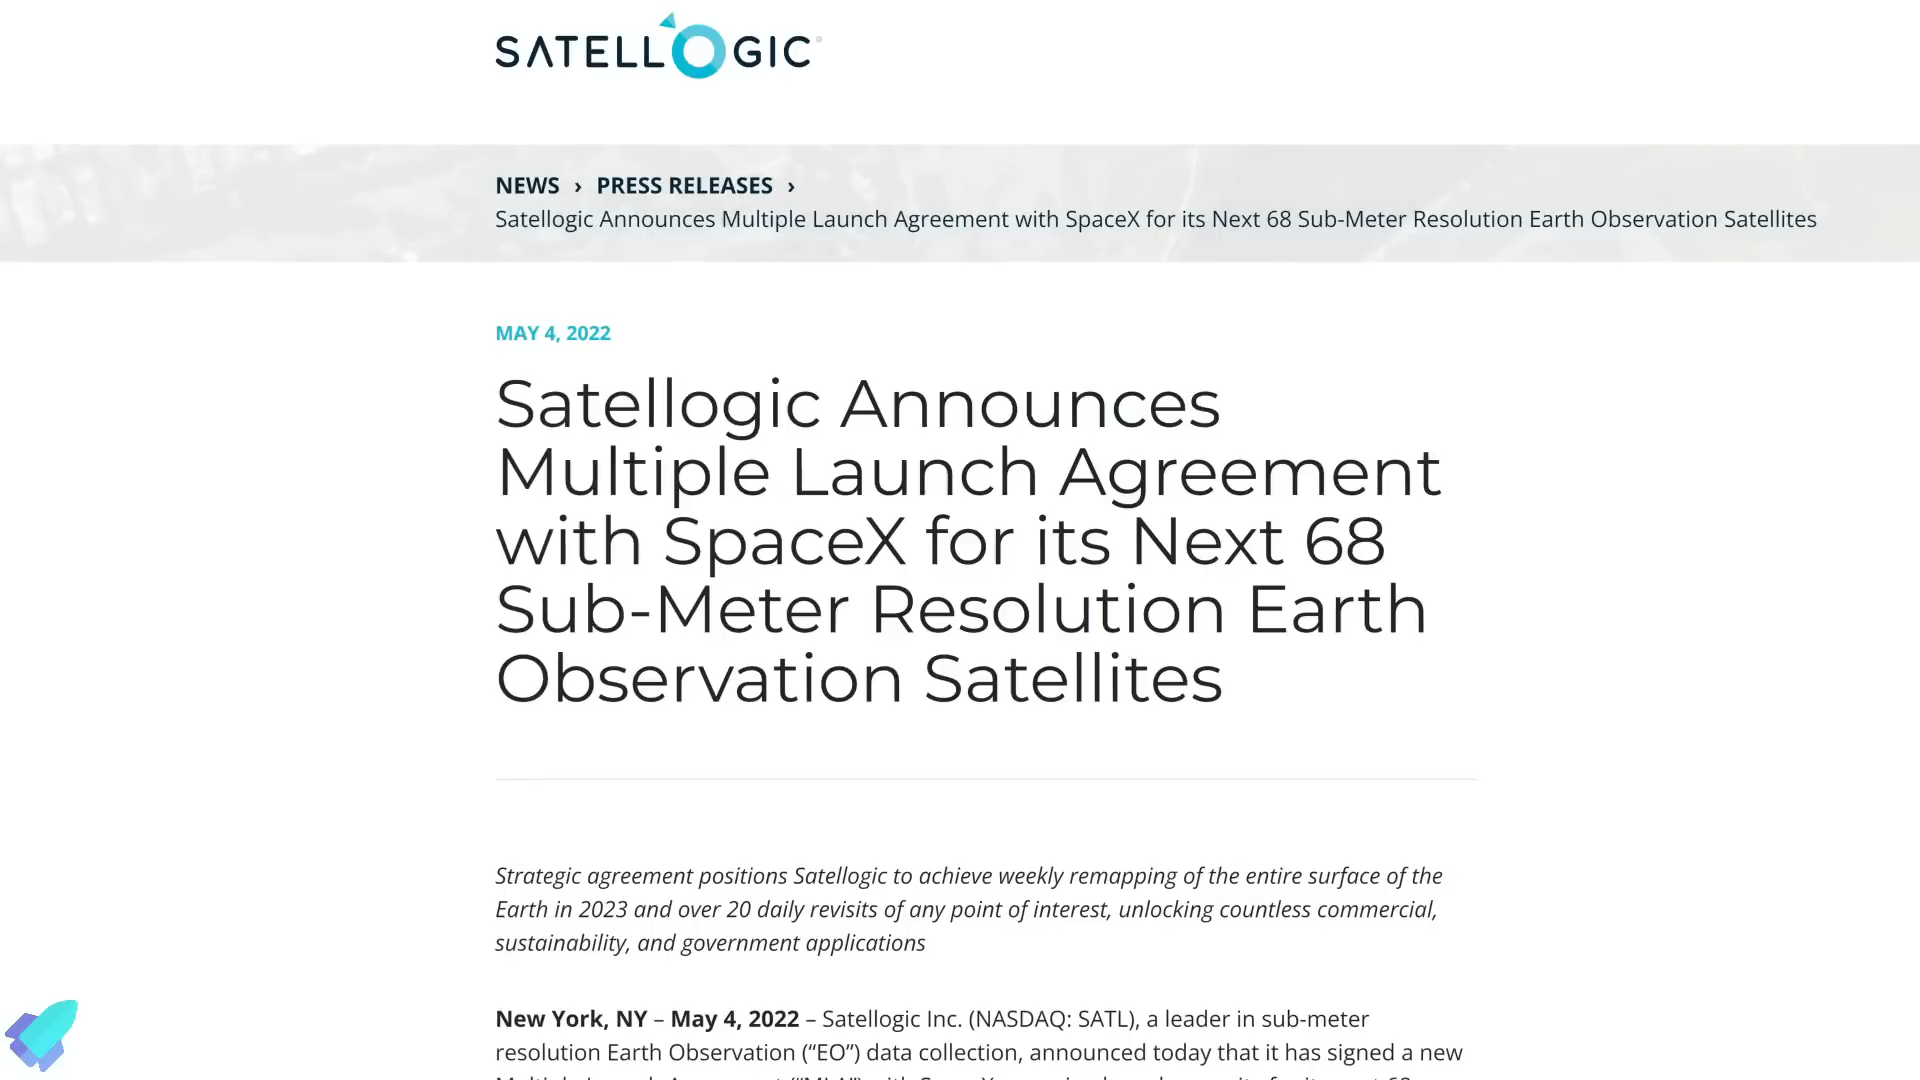 SATELLOGIC
NEWS › PRESS RELEASES ›
Satellogic Announces Multiple Launch Agreement with SpaceX for its Next 68 Sub-Meter Resolution Earth Observation Satellites
MAY 4, 2022
Satellogic Announces
Multiple Launch Agreement
with SpaceX for its Next 68
Sub-Meter Resolution Earth
Observation Satellites
Strategic agreement positions Satellogic to achieve weekly remapping of the entire surface of the
Earth in 2023 and over 20 daily revisits of any point of interest, unlocking countless commercial,
sustainability, and government applications
New York, NY – May 4, 2022 – Satellogic Inc. (NASDAQ: SATL), a leader in sub-meter
resolution Earth Observation (“EO”) data collection, announced today that it has signed a new